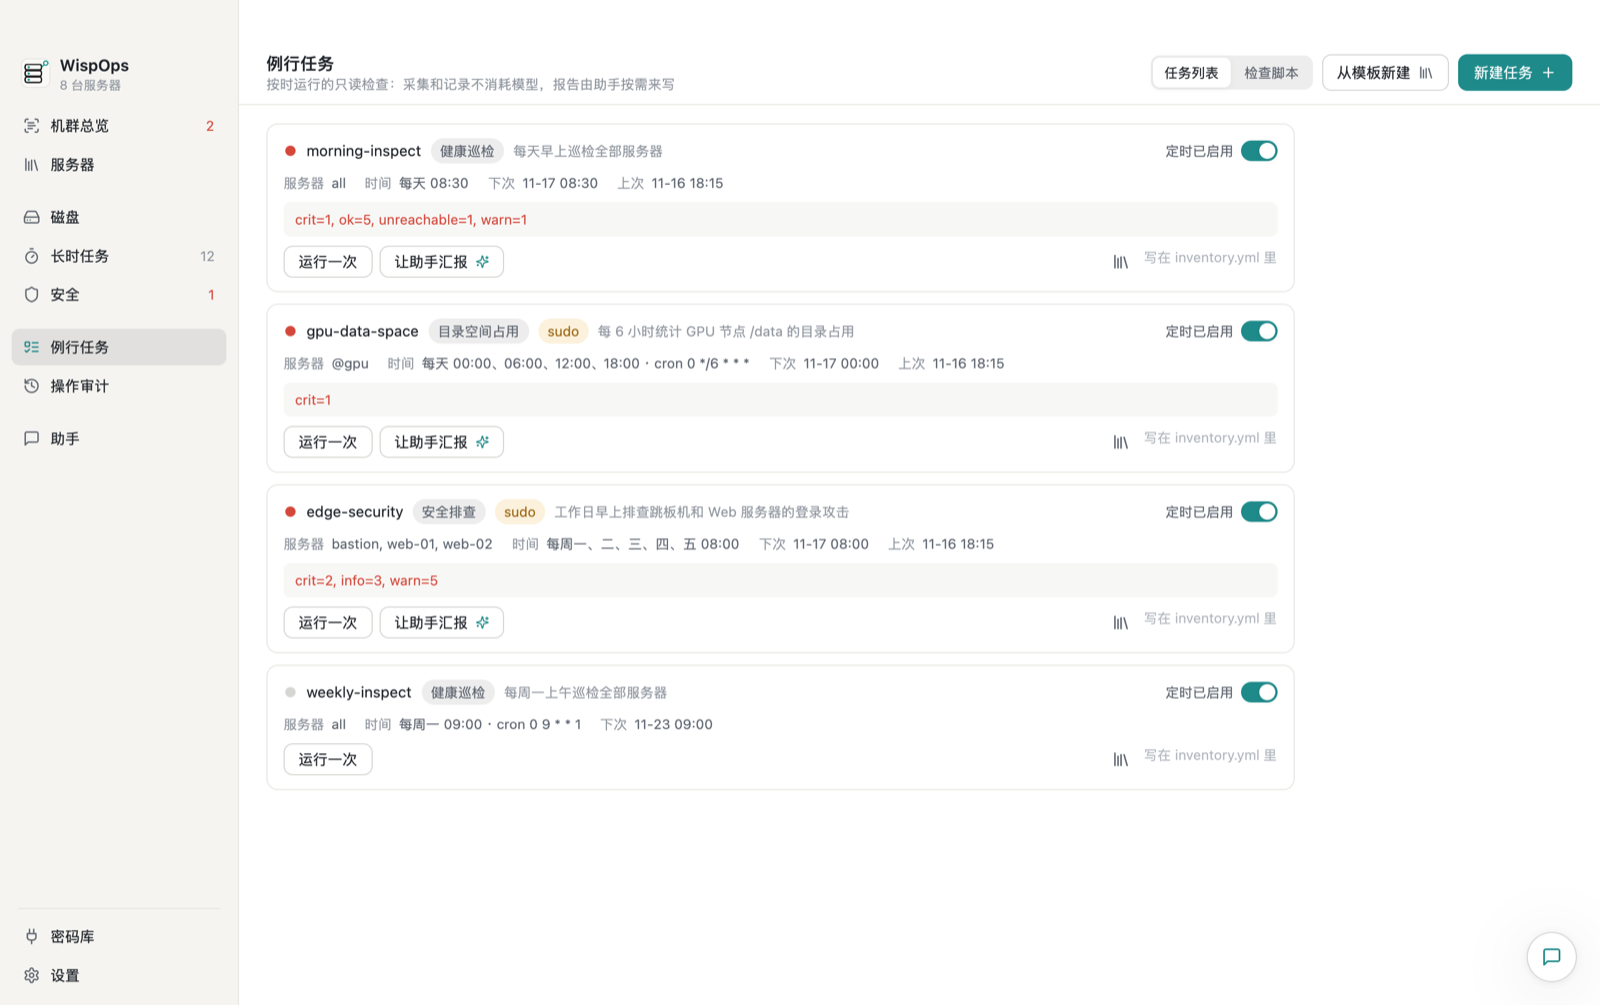 WispOps
8 台服务器
机群总览 2
服务器
磁盘
长时任务 12
安全 1
例行任务
操作审计
助手
密码库
设置
例行任务
按时运行的只读检查：采集和记录不消耗模型，报告由助手按需来写
任务列表 检查脚本 从模板新建 新建任务
morning-inspect 健康巡检 每天早上巡检全部服务器 定时已启用
服务器 all 时间 每天 08:30 下次 11-17 08:30 上次 11-16 18:15
crit=1, ok=5, unreachable=1, warn=1
运行一次 让助手汇报 写在 inventory.yml 里
gpu-data-space 目录空间占用 sudo 每 6 小时统计 GPU 节点 /data 的目录占用 定时已启用
服务器 @gpu 时间 每天 00:00、06:00、12:00、18:00 · cron 0 */6 * * * 下次 11-17 00:00 上次 11-16 18:15
crit=1
运行一次 让助手汇报 写在 inventory.yml 里
edge-security 安全排查 sudo 工作日早上排查跳板机和 Web 服务器的登录攻击 定时已启用
服务器 bastion, web-01, web-02 时间 每周一、二、三、四、五 08:00 下次 11-17 08:00 上次 11-16 18:15
crit=2, info=3, warn=5
运行一次 让助手汇报 写在 inventory.yml 里
weekly-inspect 健康巡检 每周一上午巡检全部服务器 定时已启用
服务器 all 时间 每周一 09:00 · cron 0 9 * * 1 下次 11-23 09:00
运行一次 写在 inventory.yml 里